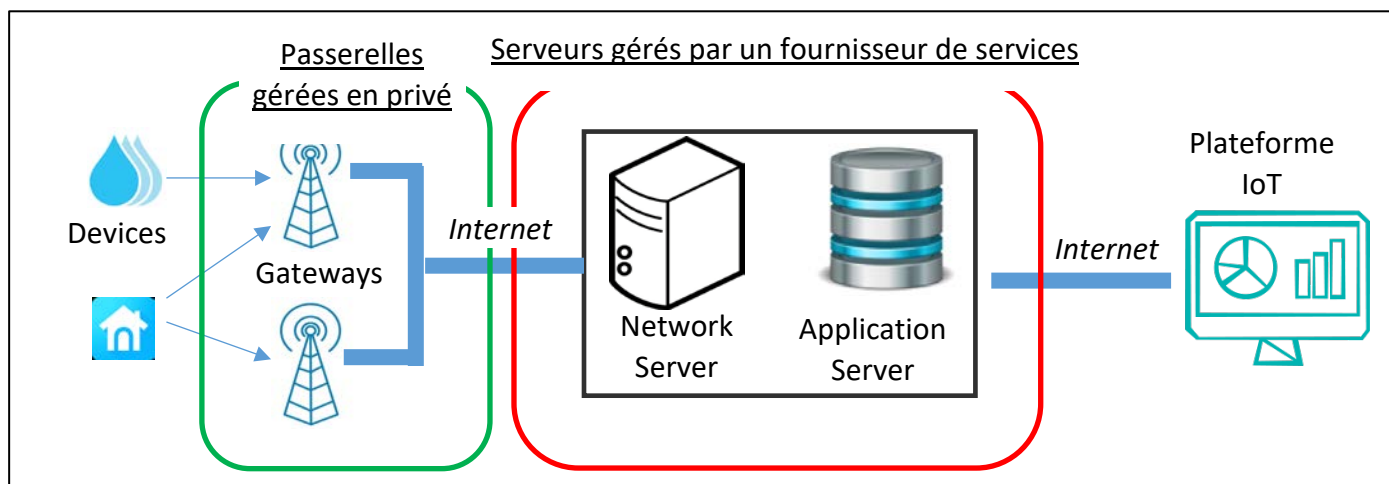 Passerelles
gérées en privé
Serveurs gérés par un fournisseur de services
Devices
Gateways
Internet
Network
Server
Application
Server
Internet
Plateforme
IoT